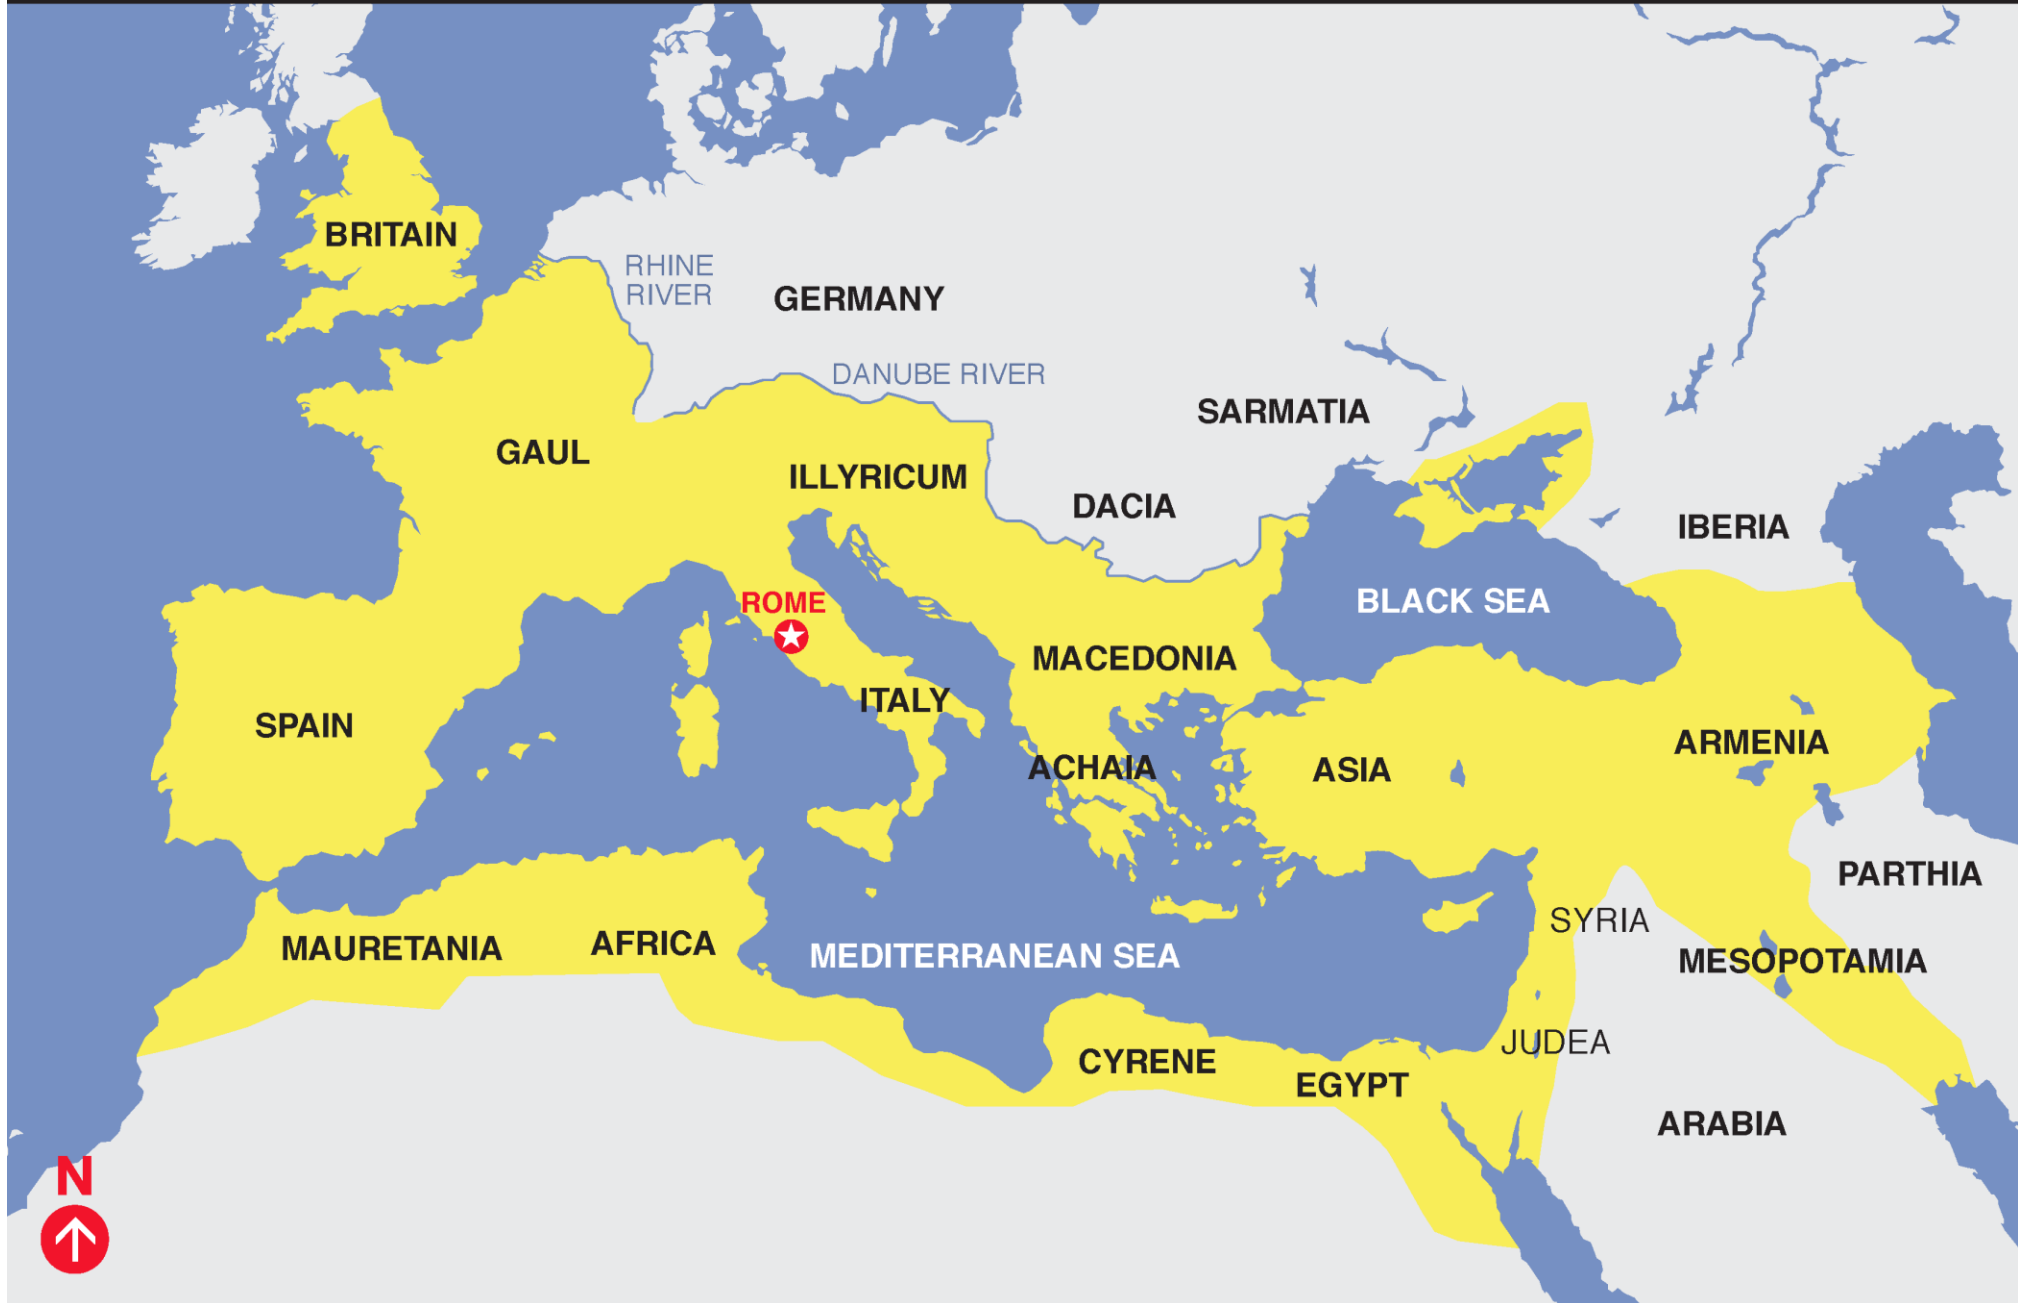 BRITAIN
RHINE
RIVER
GERMANY
DANUBE RIVER
SARMATIA
GAUL
ILLYRICUM
DACIA
IBERIA
ROME
BLACK SEA
MACEDONIA
ITALY
SPAIN
ACHAIA
ASIA
ARMENIA
PARTHIA
SYRIA
MAURETANIA
AFRICA
MEDITERRANEAN SEA
MESOPOTAMIA
JUDEA
CYRENE
EGYPT
ARABIA
N